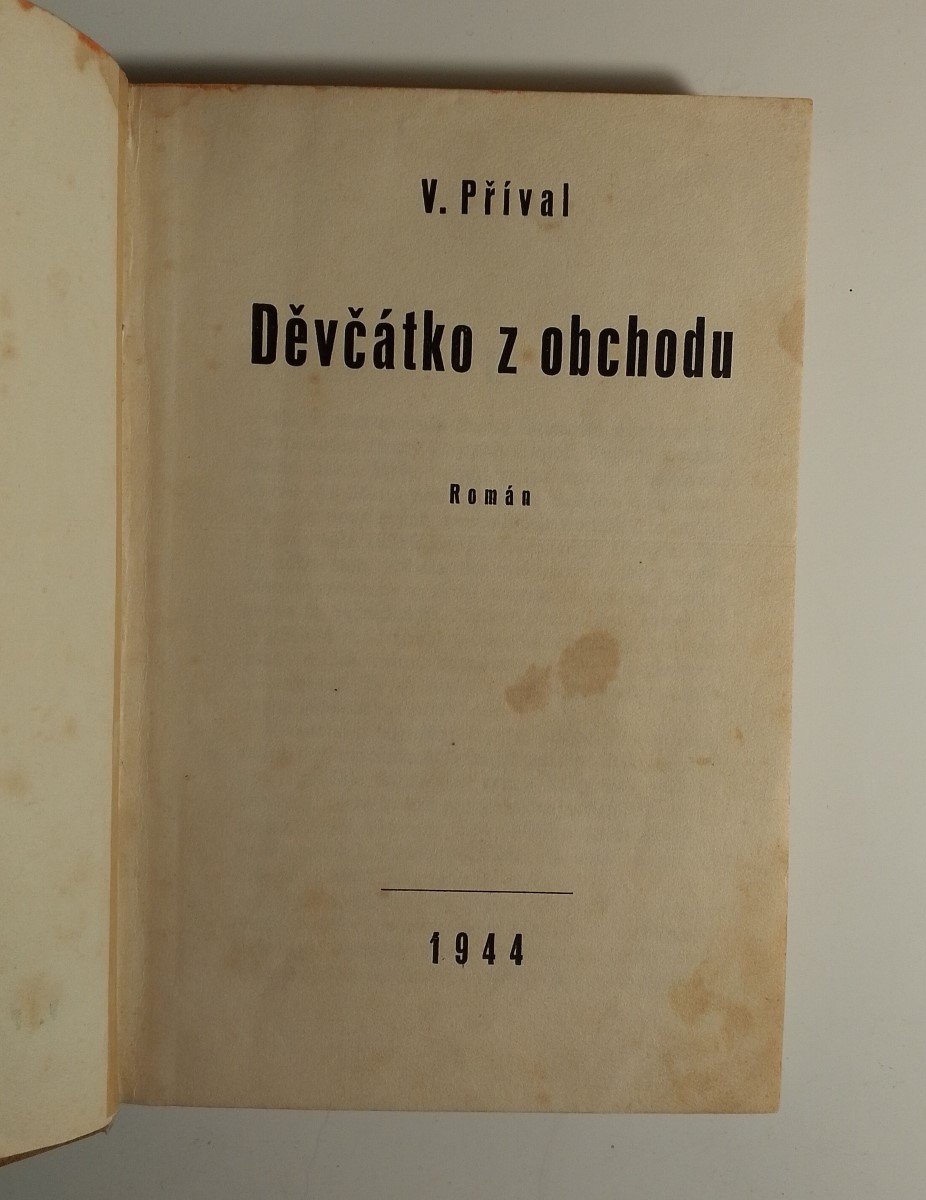 V. Příval
Děvčátko z obchodu
Román
1944